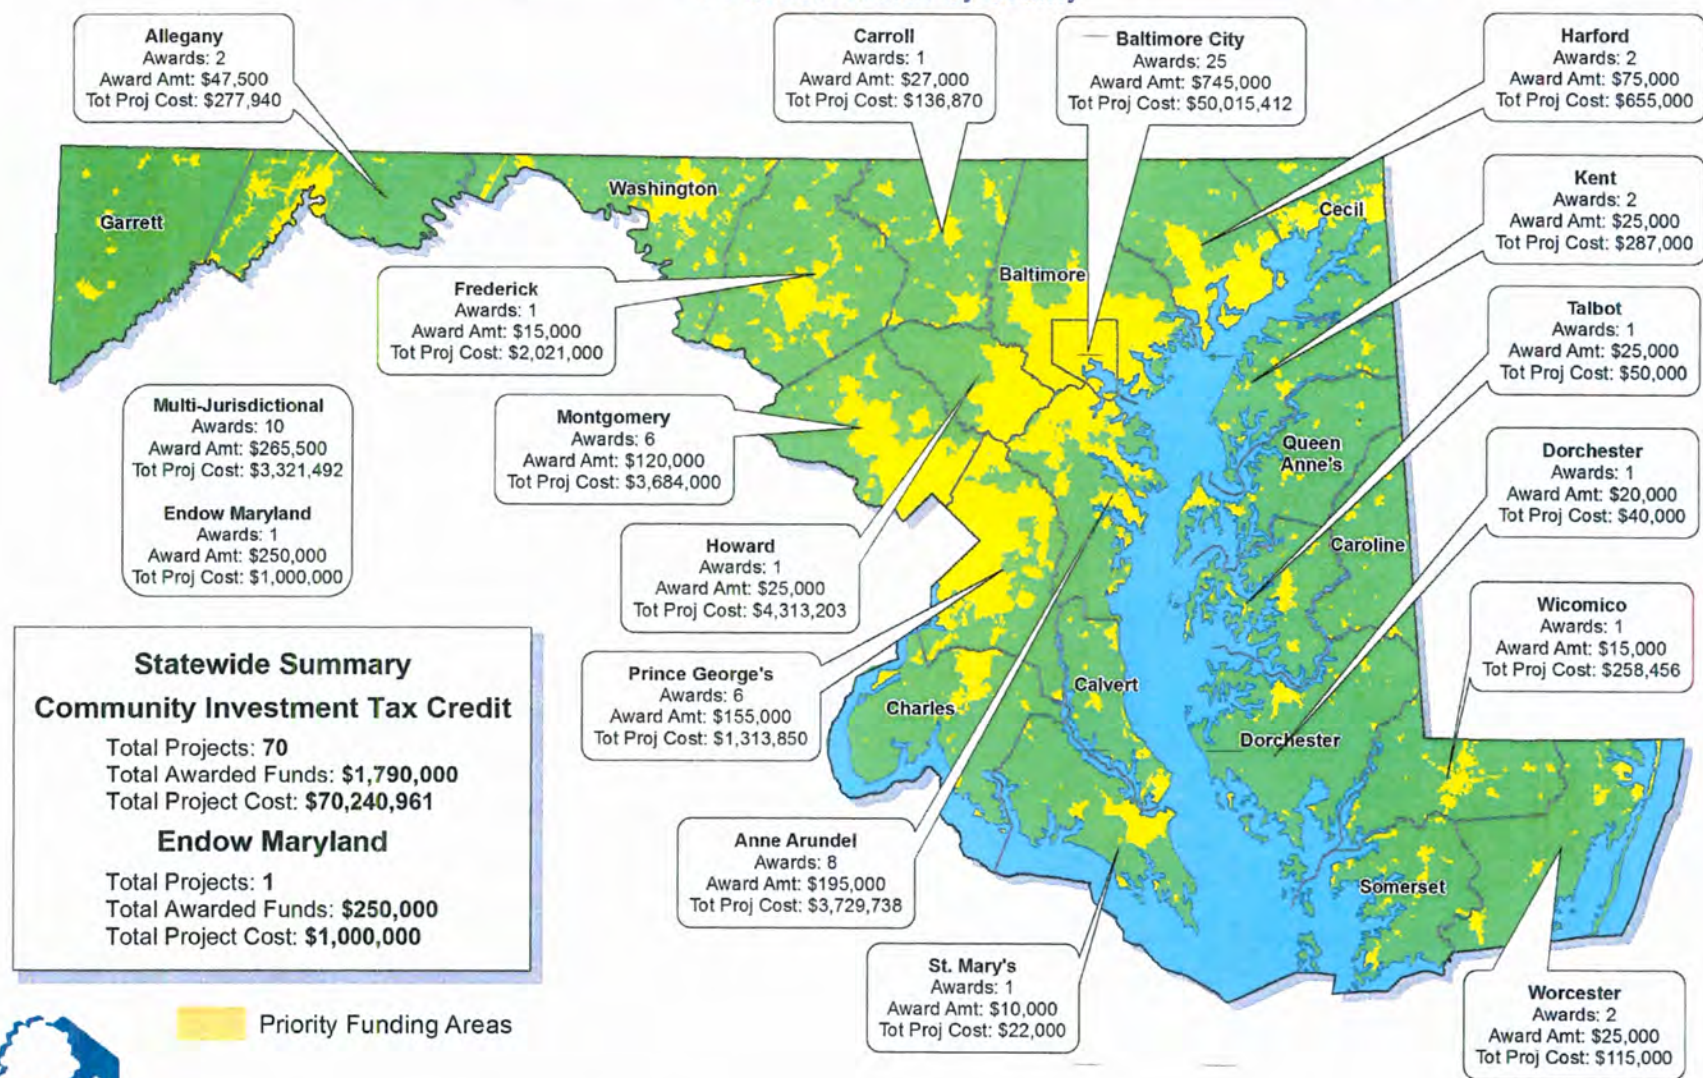 Allegany
Awards: 2
Award Amt: $47,500
Tot Proj Cost: $277,940
Carroll
Awards: 1
Award Amt: $27,000
Tot Proj Cost: $136,870
Baltimore City
Awards: 25
Award Amt: $745,000
Tot Proj Cost: $50,015,412
Harford
Awards: 2
Award Amt: $75,000
Tot Proj Cost: $655,000
Garrett
Washington
Cecil
Kent
Awards: 2
Award Amt: $25,000
Tot Proj Cost: $287,000
Frederick
Awards: 1
Award Amt: $15,000
Tot Proj Cost: $2,021,000
Baltimore
Talbot
Awards: 1
Award Amt: $25,000
Tot Proj Cost: $50,000
Multi-Jurisdictional
Awards: 10
Award Amt: $265,500
Tot Proj Cost: $3,321,492
Endow Maryland
Awards: 1
Award Amt: $250,000
Tot Proj Cost: $1,000,000
Montgomery
Awards: 6
Award Amt: $120,000
Tot Proj Cost: $3,684,000
Queen
Anne's
Dorchester
Awards: 1
Award Amt: $20,000
Tot Proj Cost: $40,000
Howard
Awards: 1
Award Amt: $25,000
Tot Proj Cost: $4,313,203
Caroline
Wicomico
Awards: 1
Award Amt: $15,000
Tot Proj Cost: $258,456
Statewide Summary
Community Investment Tax Credit
Total Projects: 70
Total Awarded Funds: $1,790,000
Total Project Cost: $70,240,961
Endow Maryland
Total Projects: 1
Total Awarded Funds: $250,000
Total Project Cost: $1,000,000
Prince George's
Awards: 6
Award Amt: $155,000
Tot Proj Cost: $1,313,850
Charles
Calvert
Dorchester
Anne Arundel
Awards: 8
Award Amt: $195,000
Tot Proj Cost: $3,729,738
Somerset
St. Mary's
Awards: 1
Award Amt: $10,000
Tot Proj Cost: $22,000
Worcester
Awards: 2
Award Amt: $25,000
Tot Proj Cost: $115,000
Priority Funding Areas